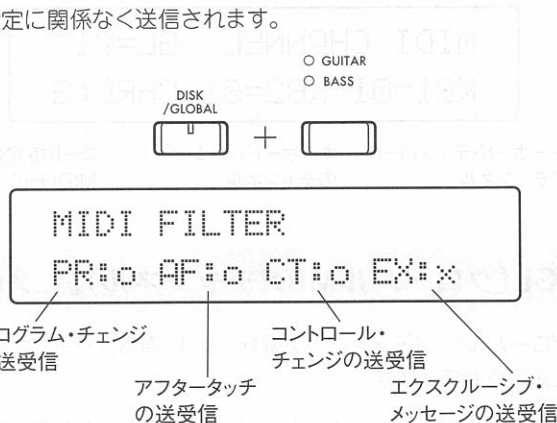 定に関係なく送信されます。
GUITAR
BASS
DISK
/GLOBAL
+
MIDI FILTER
PR:o AF:o CT:o EX:x
ログラム・チェンジ
送受信
コントロール・
チェンジの送受信
アフタータッチ
の送受信
エクスクルーシブ・
メッセージの送受信